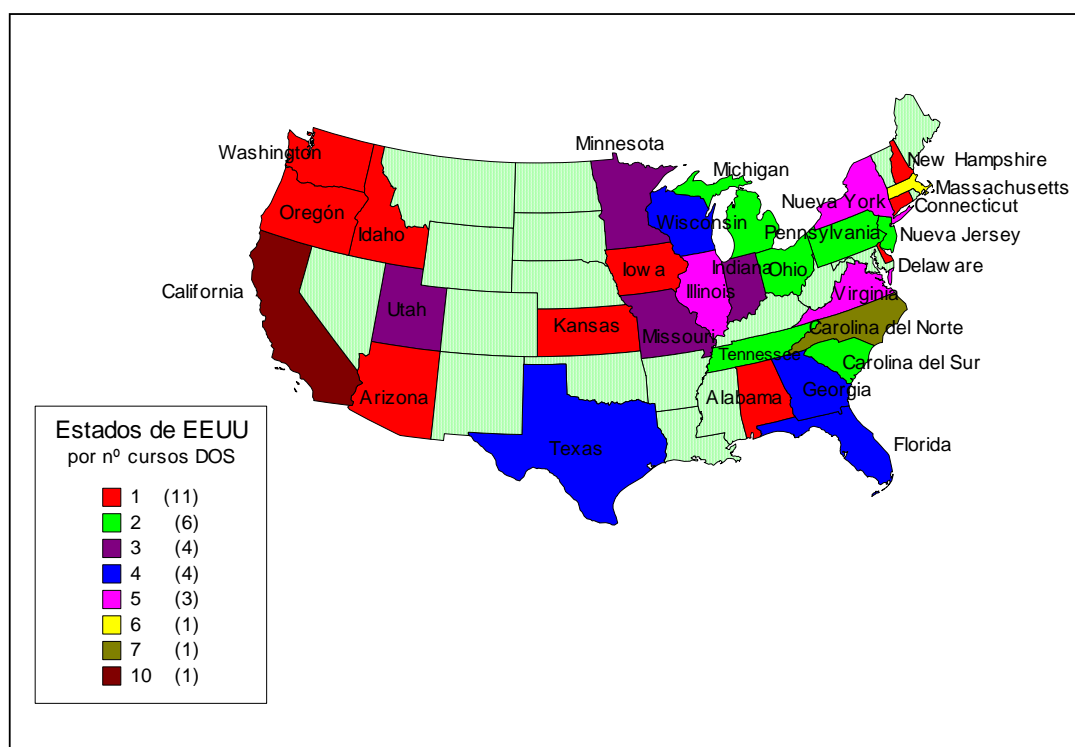 Minnesota
Washington
Michigan
New Hampshire
Massachusetts
Nueva York
Connecticut
Oregón
Wisconsin
Pennsylvania
Nueva Jersey
Idaho
Iowa
Indiana
Ohio
Delaware
California
Illinois
Virginia
Utah
Kansas
Missouri
Carolina del Norte
Tennessee
Carolina del Sur
Arizona
Alabama
Georgia
Texas
Florida
Estados de EEUU
por nº cursos DOS
1 (11)
2 (6)
3 (4)
4 (4)
5 (3)
6 (1)
7 (1)
10 (1)